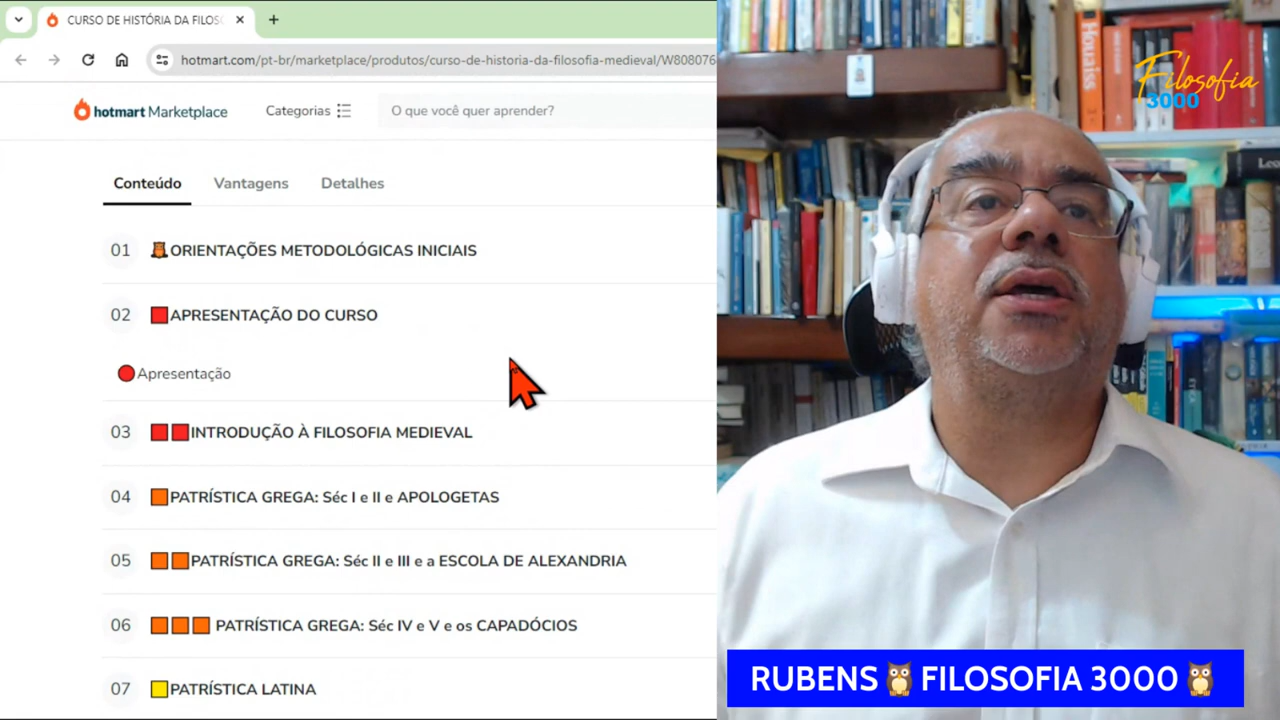 CURSO DE HISTÓRIA DA FILOS
hotmart.com/pt-br/marketplace/produtos/curso-de-historia-da-filosofia-medieval/W808076
hotmart Marketplace
Categorias
O que você quer aprender?
Conteúdo
Vantagens
Detalhes
01 ORIENTAÇÕES METODOLÓGICAS INICIAIS
02 APRESENTAÇÃO DO CURSO
Apresentação
03 INTRODUÇÃO À FILOSOFIA MEDIEVAL
04 PATRÍSTICA GREGA: Séc I e II e APOLOGETAS
05 PATRÍSTICA GREGA: Séc II e III e a ESCOLA DE ALEXANDRIA
06 PATRÍSTICA GREGA: Séc IV e V e os CAPADÓCIOS
07 PATRÍSTICA LATINA
Houaiss
Filosofia
3000
RUBENS 🦉 FILOSOFIA 3000 🦉